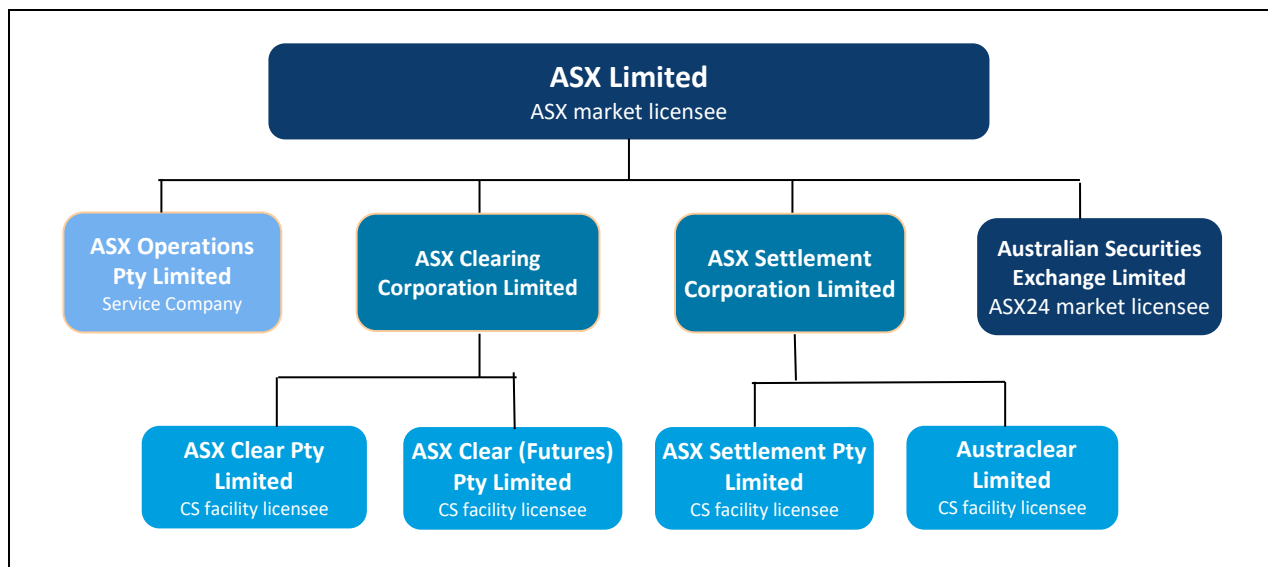 ASX Limited
ASX market licensee
ASX Operations
Pty Limited
Service Company
ASX Clearing
Corporation Limited
ASX Settlement
Corporation Limited
Australian Securities
Exchange Limited
ASX24 market licensee
ASX Clear Pty
Limited
CS facility licensee
ASX Clear (Futures)
Pty Limited
CS facility licensee
ASX Settlement Pty
Limited
CS facility licensee
Austraclear
Limited
CS facility licensee